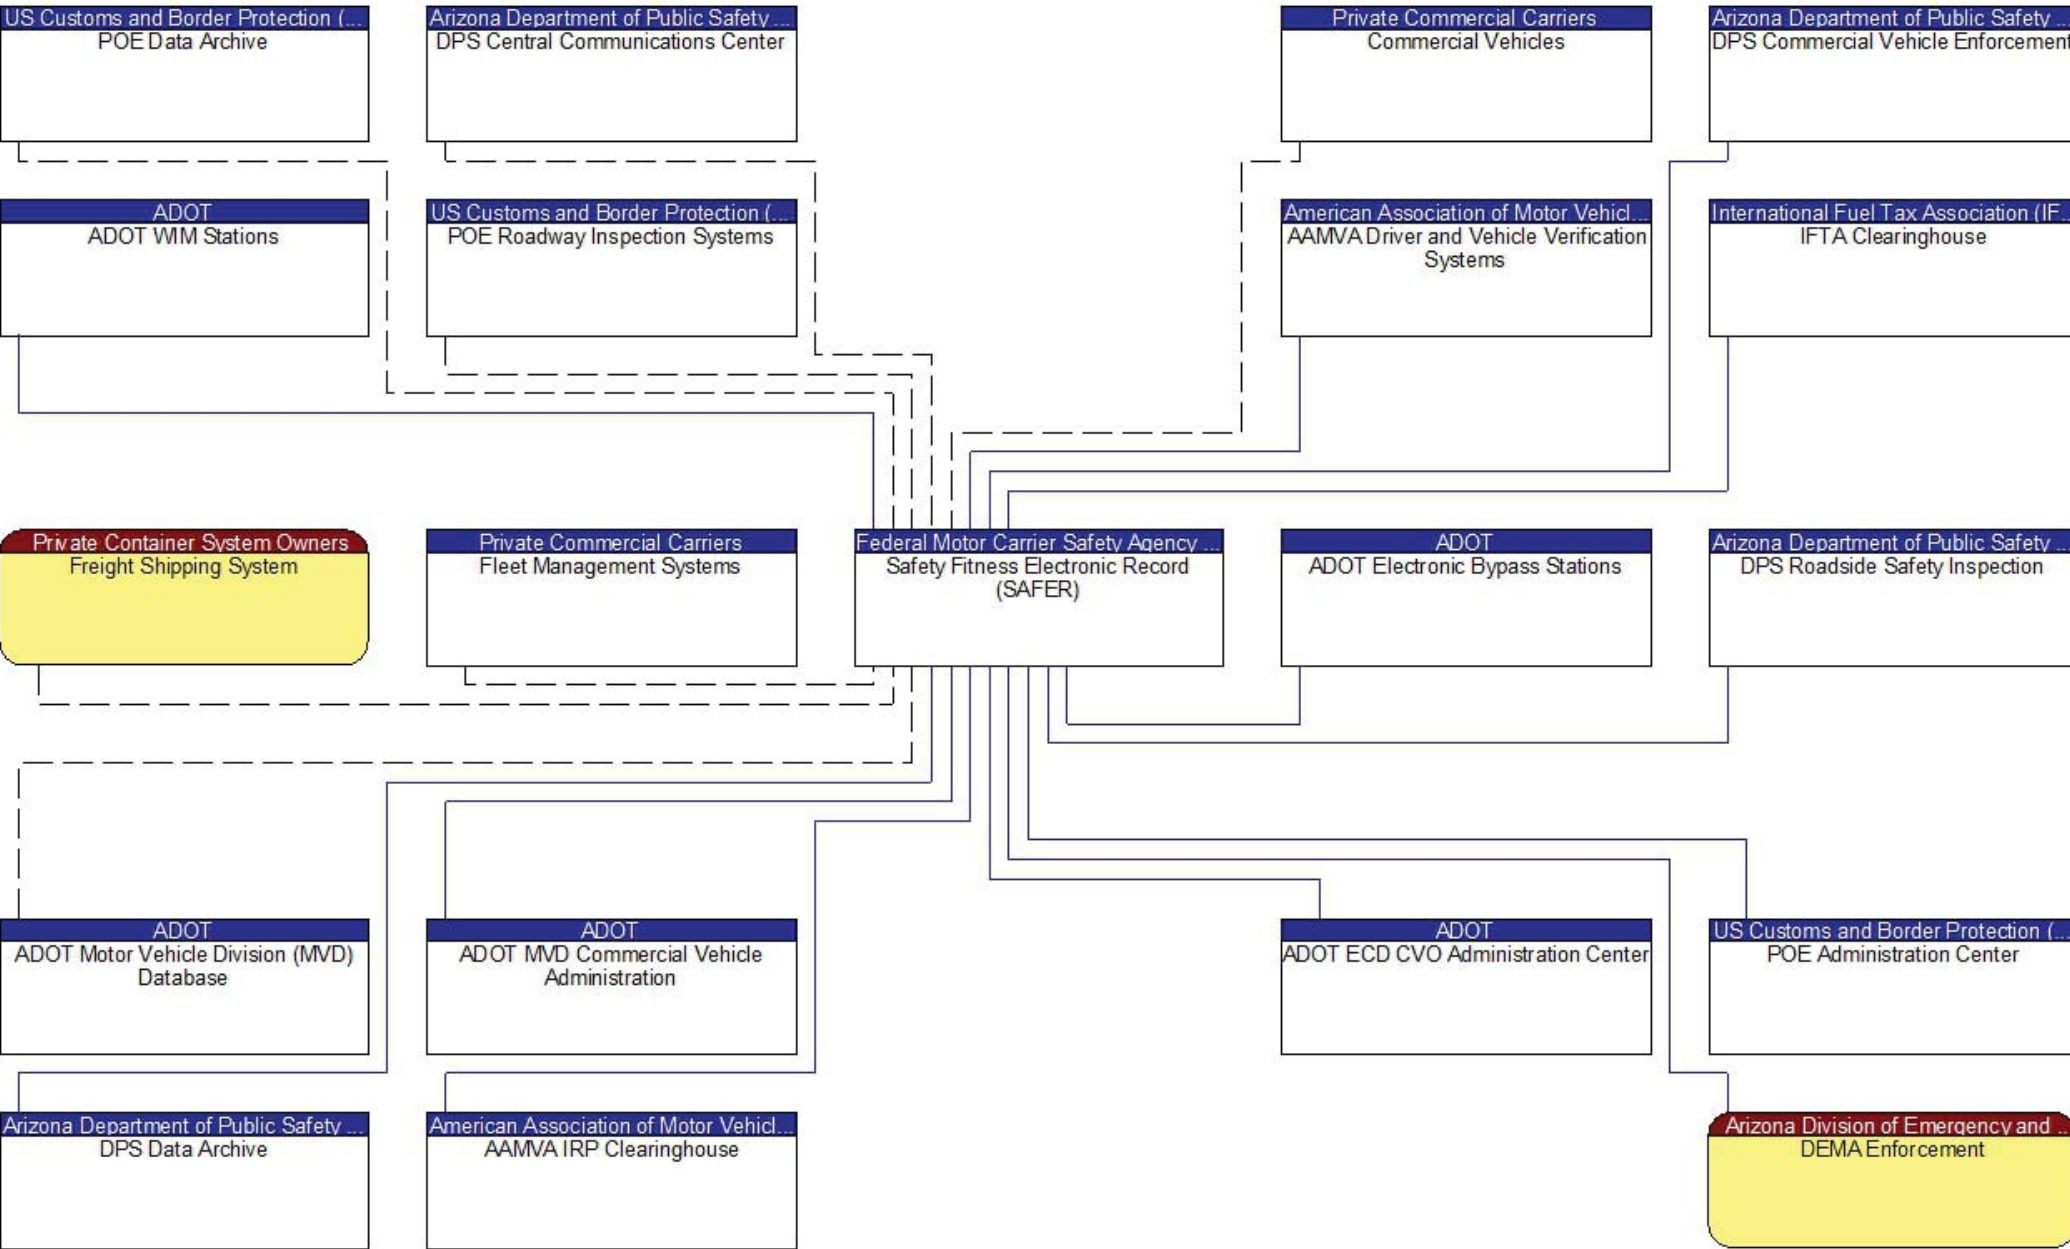 US Customs and Border Protection (...
POE Data Archive
Arizona Department of Public Safety ...
DPS Central Communications Center
Private Commercial Carriers
Commercial Vehicles
Arizona Department of Public Safety ...
DPS Commercial Vehicle Enforcement
ADOT
ADOT WIM Stations
US Customs and Border Protection (...
POE Roadway Inspection Systems
American Association of Motor Vehicl...
AAMVA Driver and Vehicle Verification
Systems
International Fuel Tax Association (IF...
IFTA Clearinghouse
Private Container System Owners
Freight Shipping System
Private Commercial Carriers
Fleet Management Systems
Federal Motor Carrier Safety Agency ...
Safety Fitness Electronic Record
(SAFER)
ADOT
ADOT Electronic Bypass Stations
Arizona Department of Public Safety ...
DPS Roadside Safety Inspection
ADOT
ADOT Motor Vehicle Division (MVD)
Database
ADOT
ADOT MVD Commercial Vehicle
Administration
ADOT
ADOT ECD CVO Administration Center
US Customs and Border Protection (...
POE Administration Center
Arizona Department of Public Safety ...
DPS Data Archive
American Association of Motor Vehicl...
AAMVA IRP Clearinghouse
Arizona Division of Emergency and ...
DEMA Enforcement